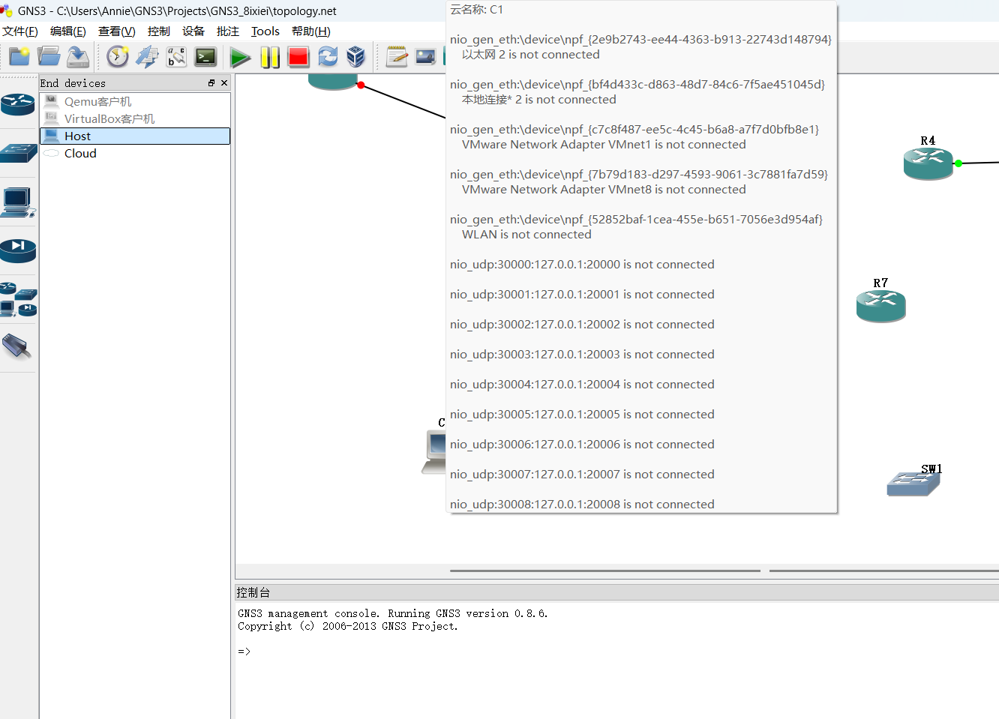 GNS3 - C:\Users\Annie\GNS3\Projects\GNS3_8ixiei\topology.net
文件(F) 编辑(E) 查看(V) 控制 设备 批注 Tools 帮助(H)
End devices
Qemu客户机
VirtualBox客户机
Host
Cloud
云名称: C1
nio_gen_eth:\device\npf_{2e9b2743-ee44-4363-b913-22743d148794}
以太网 2 is not connected
nio_gen_eth:\device\npf_{bf4d433c-d863-48d7-84c6-7f5ae451045d}
本地连接* 2 is not connected
nio_gen_eth:\device\npf_{c7c8f487-ee5c-4c45-b6a8-a7f7d0bfb8e1}
VMware Network Adapter VMnet1 is not connected
nio_gen_eth:\device\npf_{7b79d183-d297-4593-9061-3c7881fa7d59}
VMware Network Adapter VMnet8 is not connected
nio_gen_eth:\device\npf_{52852baf-1cea-455e-b651-7056e3d954af}
WLAN is not connected
nio_udp:30000:127.0.0.1:20000 is not connected
nio_udp:30001:127.0.0.1:20001 is not connected
nio_udp:30002:127.0.0.1:20002 is not connected
nio_udp:30003:127.0.0.1:20003 is not connected
nio_udp:30004:127.0.0.1:20004 is not connected
nio_udp:30005:127.0.0.1:20005 is not connected
nio_udp:30006:127.0.0.1:20006 is not connected
nio_udp:30007:127.0.0.1:20007 is not connected
nio_udp:30008:127.0.0.1:20008 is not connected
R4
R7
C
SW1
控制台
GNS3 management console. Running GNS3 version 0.8.6.
Copyright (c) 2006-2013 GNS3 Project.
=>